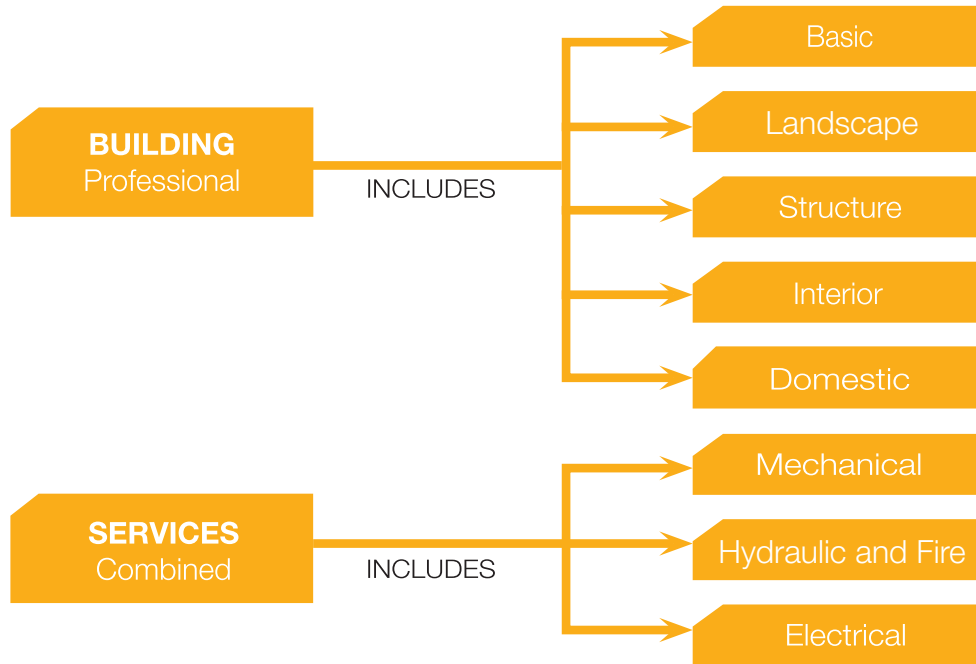 BUILDING
Professional
INCLUDES
Basic
Landscape
Structure
Interior
Domestic
SERVICES
Combined
INCLUDES
Mechanical
Hydraulic and Fire
Electrical